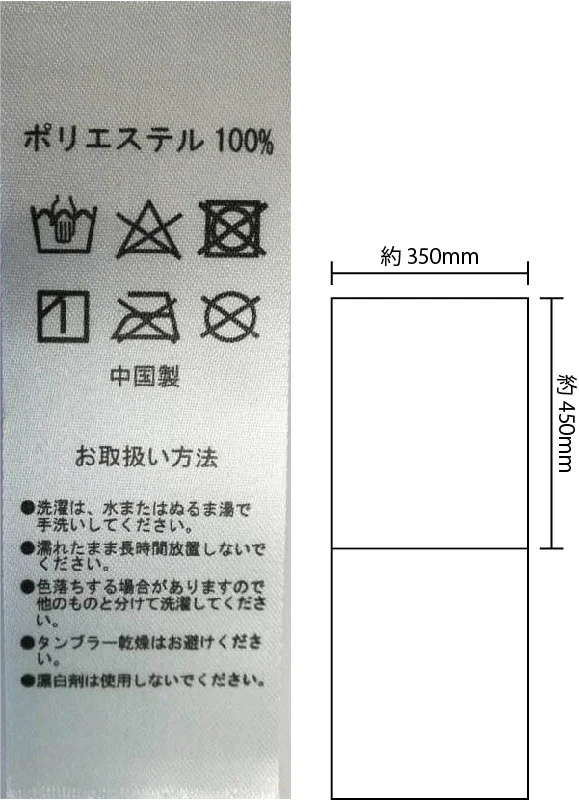 ポリエステル 100%
中国製
お取扱い方法
●洗濯は、水またはぬるま湯で
手洗いしてください。
●濡れたまま長時間放置しないで
ください。
●色落ちする場合がありますので
他のものと分けて洗濯してくださ
い。
●タンブラー乾燥はお避けくださ
い。
●漂白剤は使用しないでください。
約 350mm
約 450mm